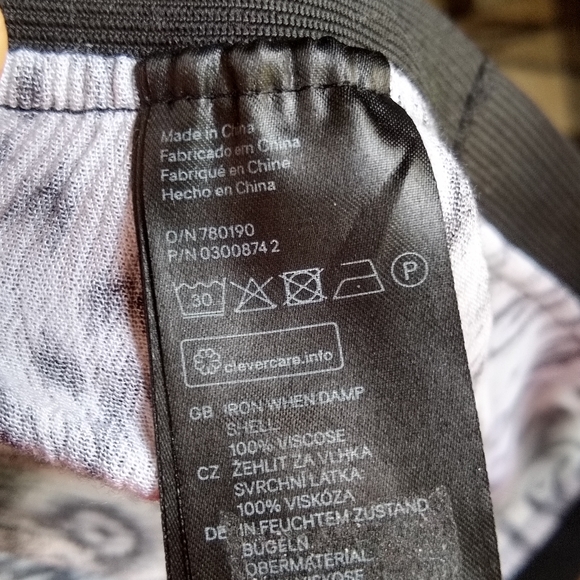 Made in China
Fabricado em China
Fabriqué en Chine
Hecho en China
O/N 780190
P/N 0300874 2
30
P
clevercare.info
GB IRON WHEN DAMP
SHELL
100% VISCOSE
CZ ŽEHLIT ZA VLHKA
SVRCHNÍ LÁTKA
100% VISKÓZA
DE IN FEUCHTEM ZUSTAND
BÜGELN
OBERMATERIAL